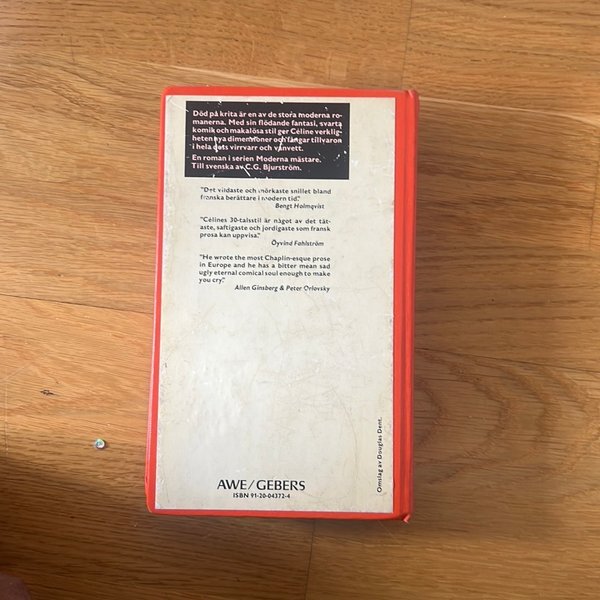 Död på krita är en av de stora moderna ro-
manerna. Med sin flödande fantasi, svarta
komik och makalösa stil ger Céline verklig-
heten nya dimensioner och fångar tillvaron
i hela dess virrvarr och vanvett.
En roman i serien Moderna mästare.
Till svenska av C.G. Bjurström.
"Det vildaste och mörkaste snillet bland
franska berättare i modern tid."
Bengt Holmqvist
"Célines 30-talsstil är något av det tät-
aste, saftigaste och jordigaste som fransk
prosa kan uppvisa."
Öyvind Fahlström
"He wrote the most Chaplin-esque prose
in Europe and he has a bitter mean sad
ugly eternal comical soul enough to make
you cry."
Allen Ginsberg & Peter Orlovsky
Omslag av Douglas Dent.
AWE/GEBERS
ISBN 91-20-04372-4